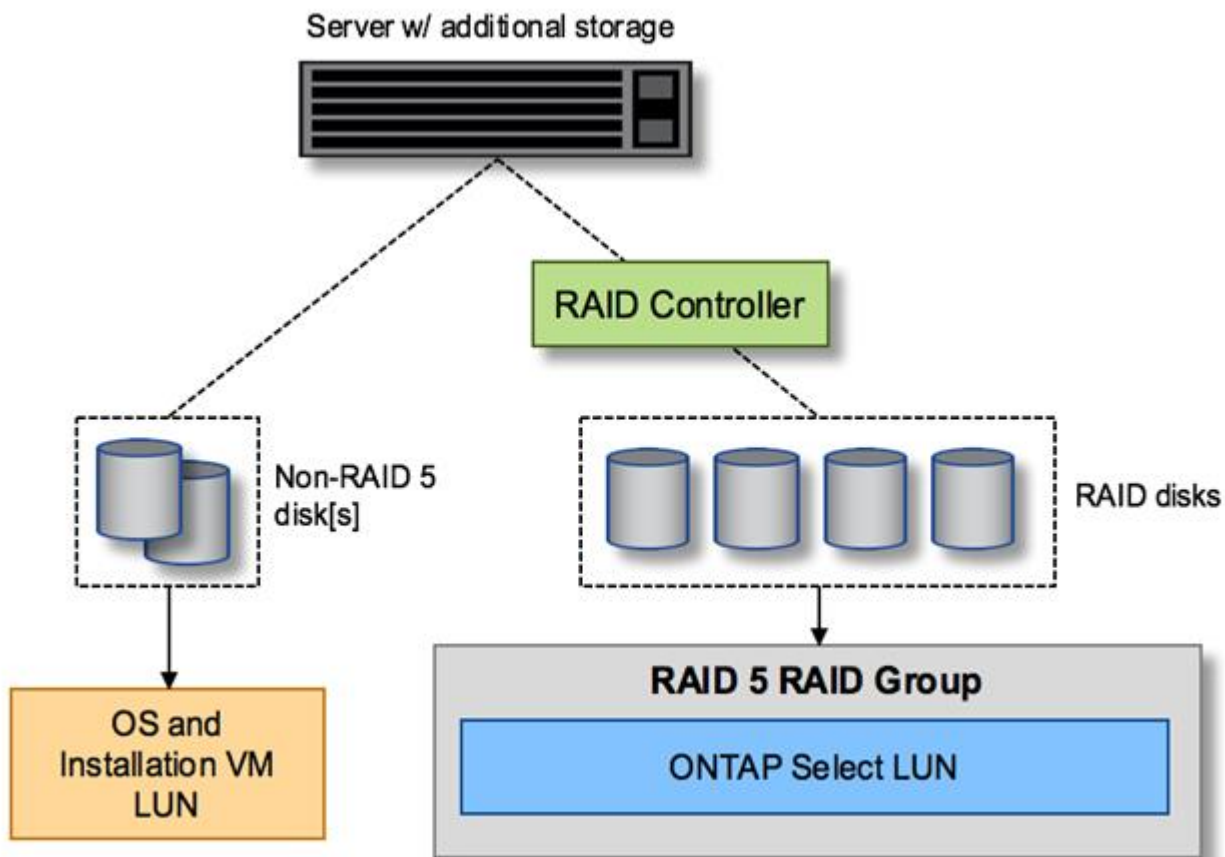 Server w/ additional storage
RAID Controller
Non-RAID 5
disk[s]
RAID disks
OS and
Installation VM
LUN
RAID 5 RAID Group
ONTAP Select LUN